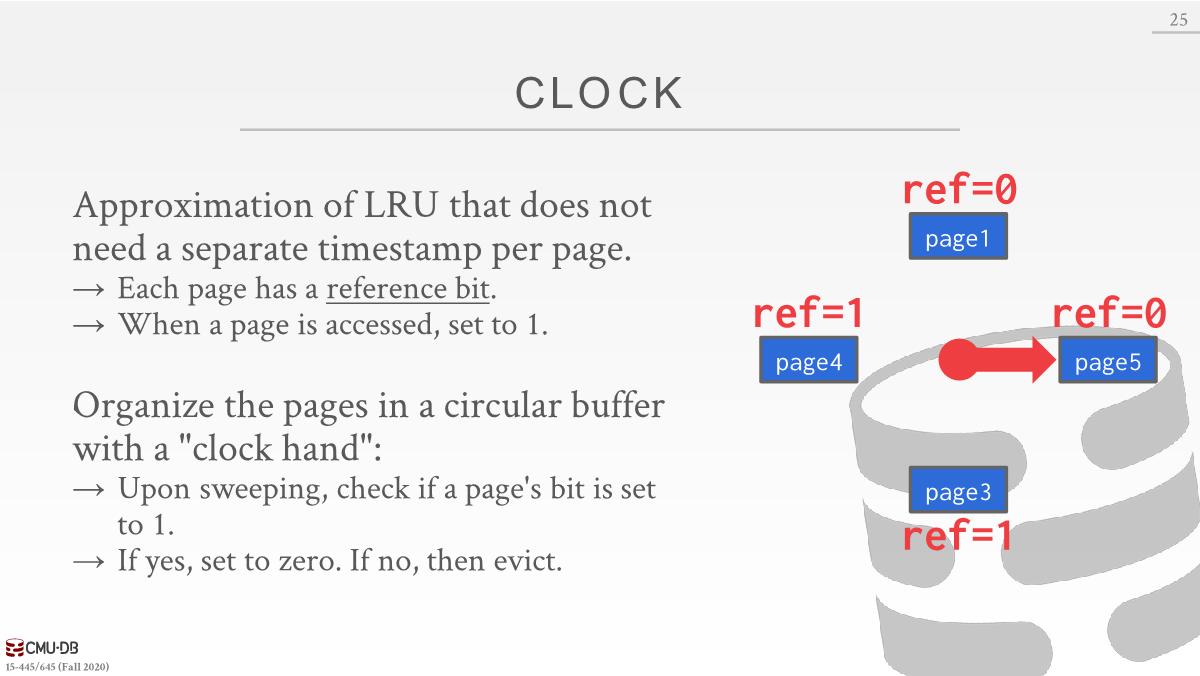 25
CLOCK
Approximation of LRU that does not
need a separate timestamp per page.
→ Each page has a reference bit.
→ When a page is accessed, set to 1.
Organize the pages in a circular buffer
with a "clock hand":
→ Upon sweeping, check if a page's bit is set
to 1.
→ If yes, set to zero. If no, then evict.
ref=0
page1
ref=1
page4
ref=0
page5
page3
ref=1
CMU·DB
15-445/645 (Fall 2020)